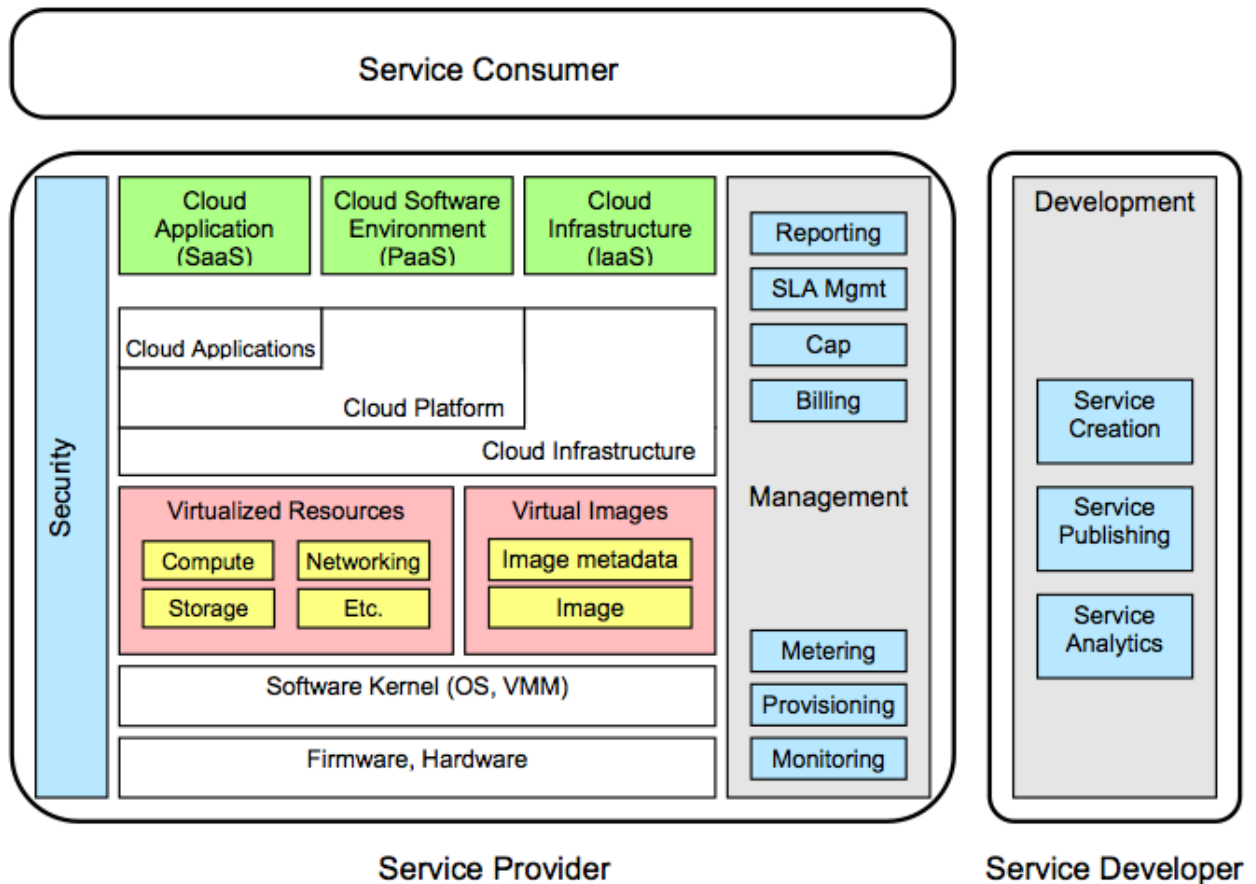 Service Consumer
Security
Cloud
Application
(SaaS)
Cloud Software
Environment
(PaaS)
Cloud
Infrastructure
(IaaS)
Cloud Applications
Cloud Platform
Cloud Infrastructure
Virtualized Resources
Compute
Networking
Storage
Etc.
Virtual Images
Image metadata
Image
Software Kernel (OS, VMM)
Firmware, Hardware
Reporting
SLA Mgmt
Cap
Billing
Management
Metering
Provisioning
Monitoring
Service Provider
Development
Service
Creation
Service
Publishing
Service
Analytics
Service Developer